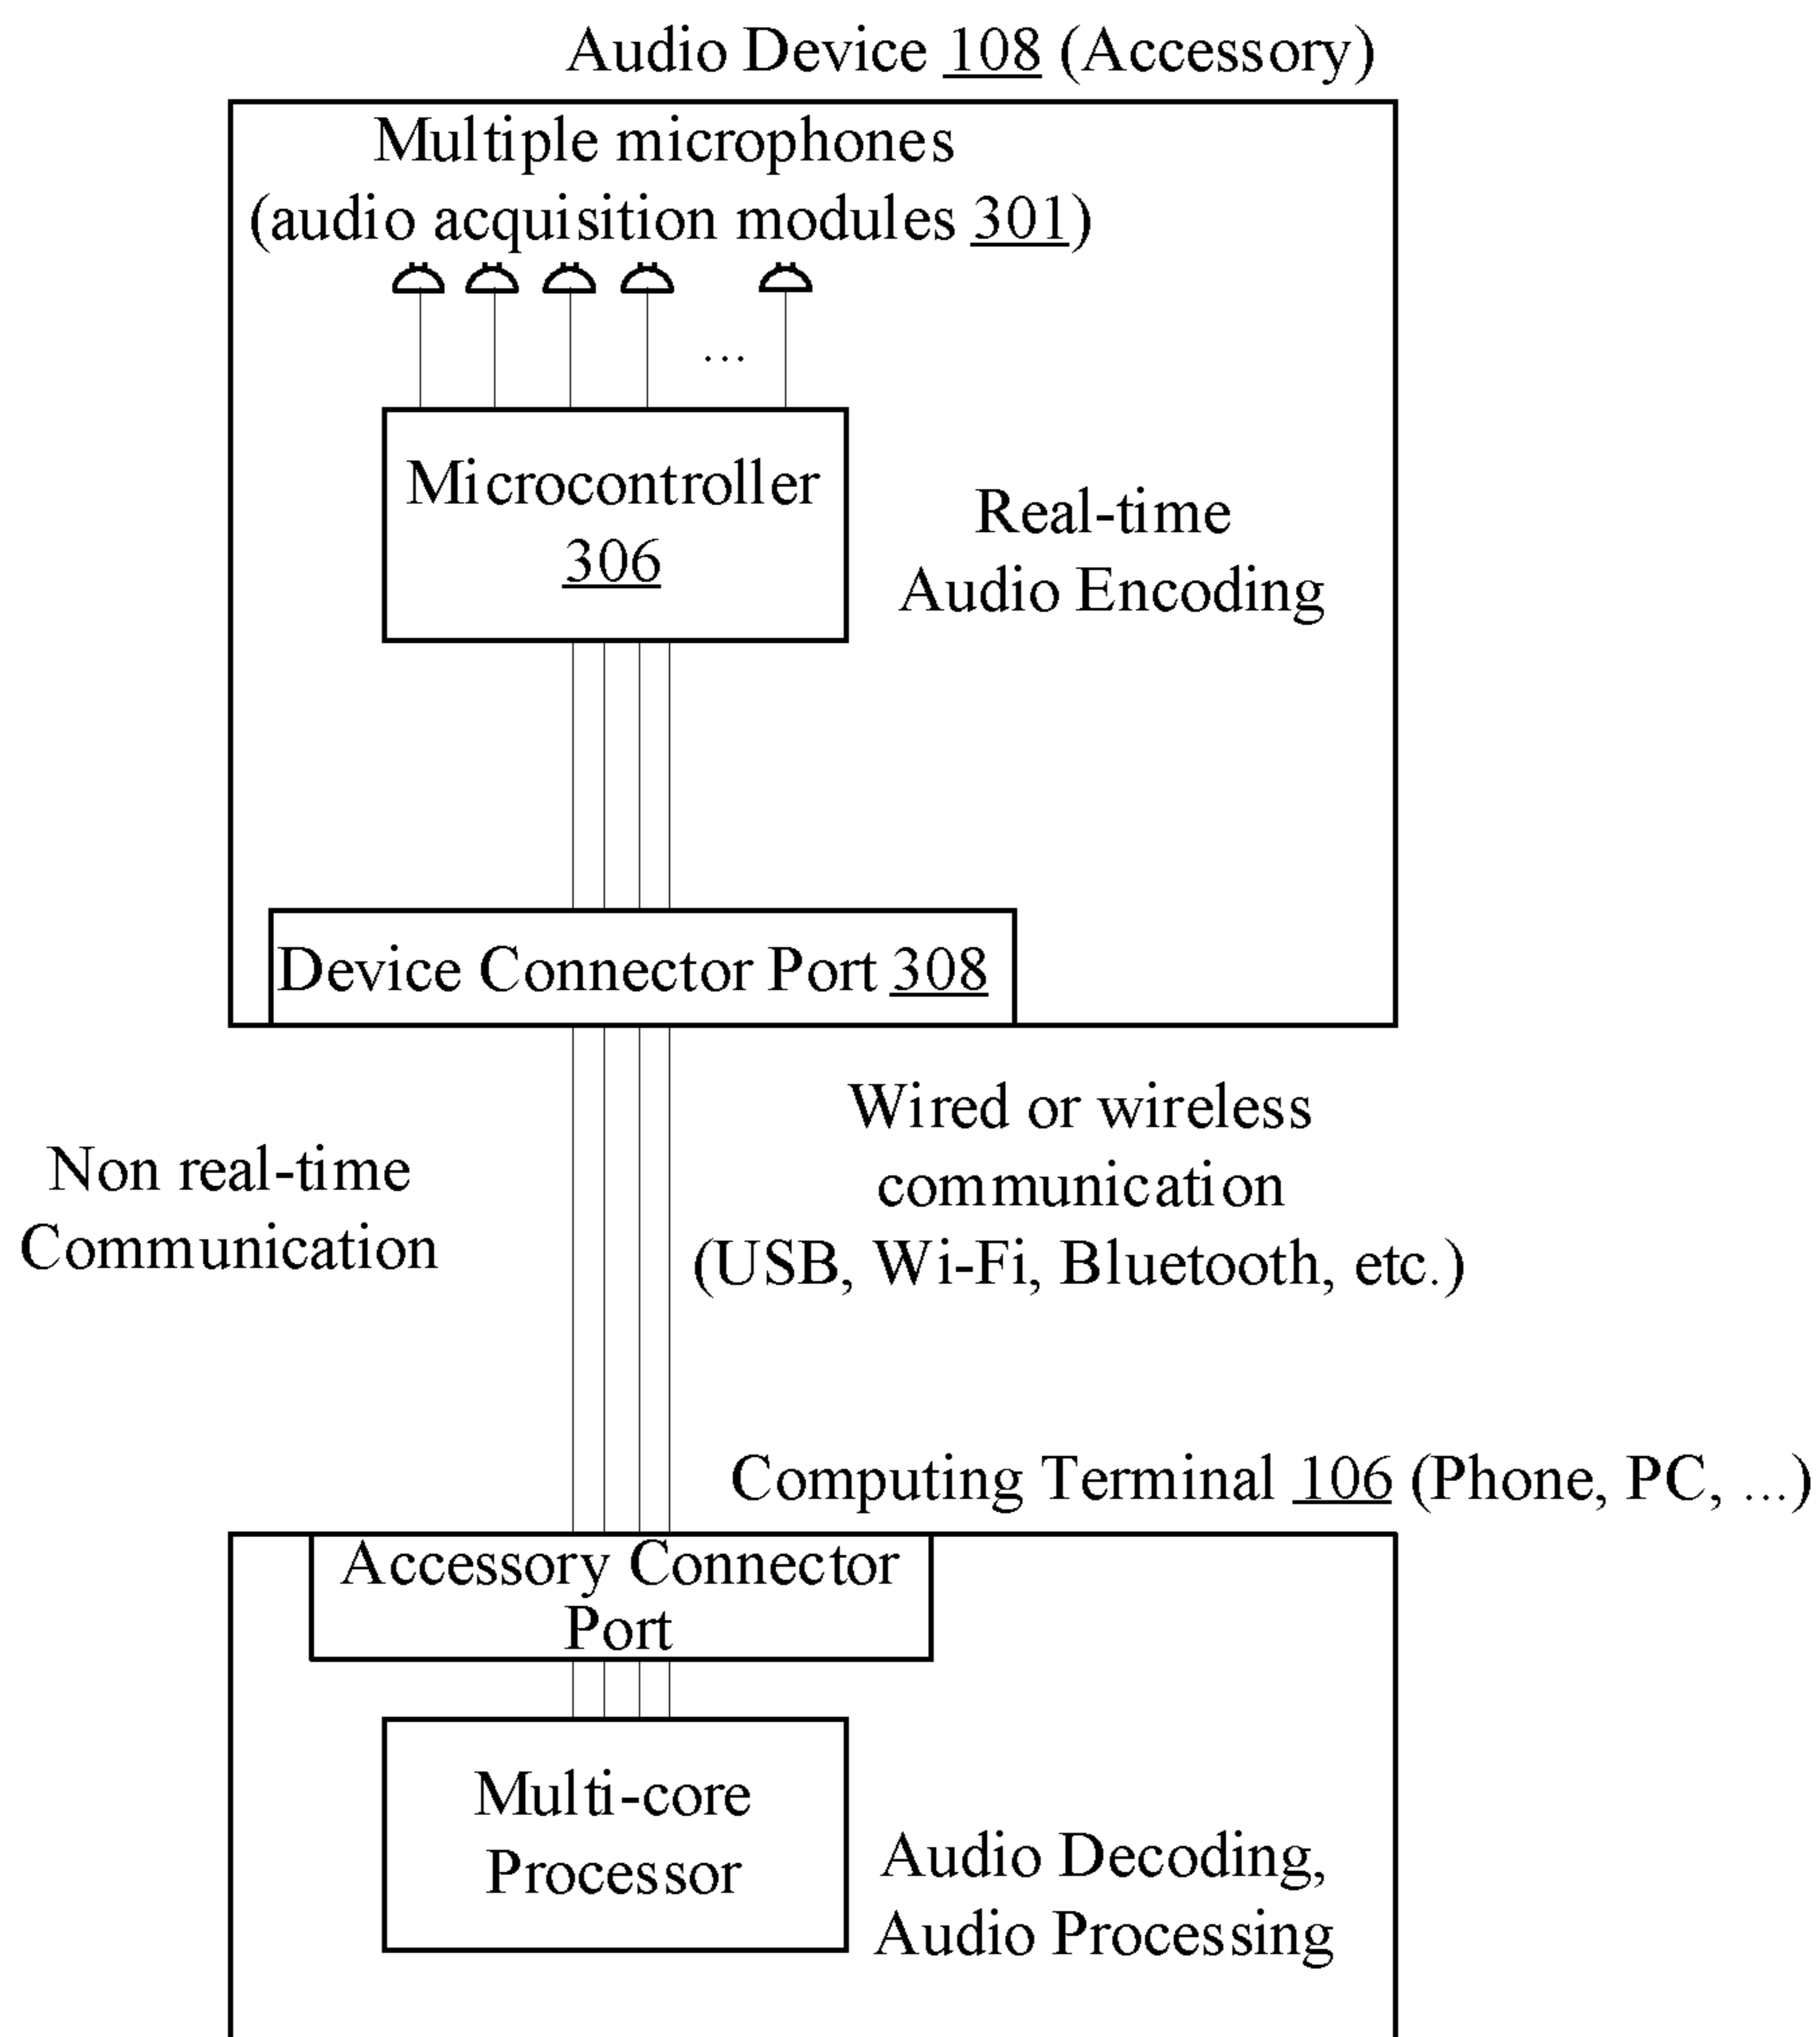 Audio Device 108 (Accessory)
Multiple microphones
(audio acquisition modules 301)
...
Microcontroller
306
Real-time
Audio Encoding
Device Connector Port 308
Non real-time
Communication
Wired or wireless
communication
(USB, Wi-Fi, Bluetooth, etc.)
Computing Terminal 106 (Phone, PC, ...)
Accessory Connector
Port
Multi-core
Processor
Audio Decoding,
Audio Processing